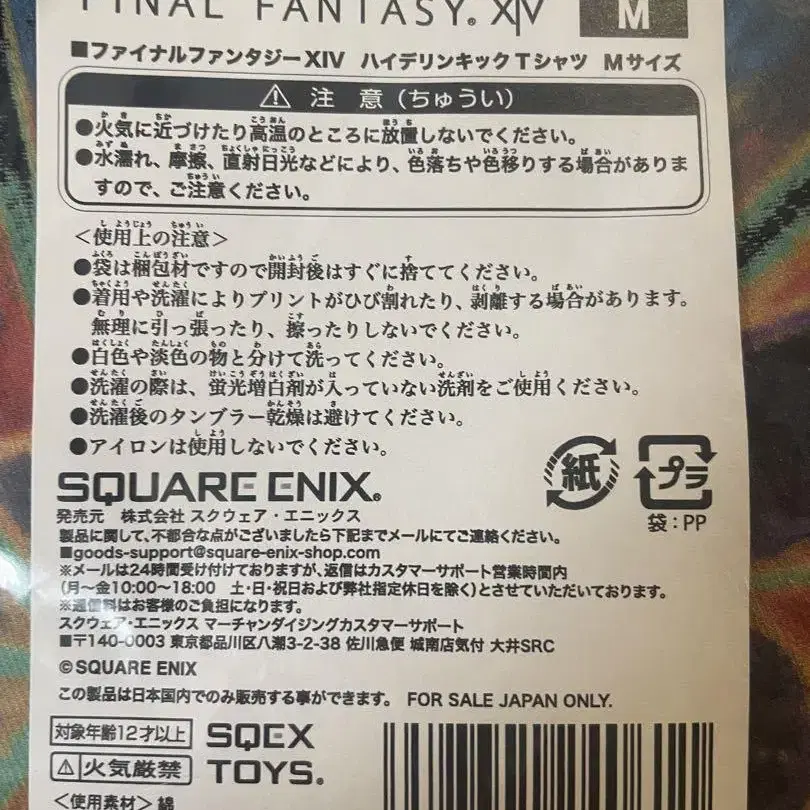 FINAL FANTASY® XIV M
■ファイナルファンタジーXIV ハイデリンキックTシャツ Mサイズ
⚠ 注 意（ちゅうい）
●火気に近づけたり高温のところに放置しないでください。
●水濡れ、摩擦、直射日光などにより、色落ちや色移りする場合がありま
すので、ご注意ください。
＜使用上の注意＞
●袋は梱包材ですので開封後はすぐに捨ててください。
●着用や洗濯によりプリントがひび割れたり、剥離する場合があります。
無理に引っ張ったり、擦ったりしないでください。
●白色や淡色の物と分けて洗ってください。
●洗濯の際は、蛍光増白剤が入っていない洗剤をご使用ください。
●洗濯後のタンブラー乾燥は避けてください。
●アイロンは使用しないでください。
紙 プラ
袋：PP
SQUARE ENIX®
発売元 株式会社 スクウェア・エニックス
製品に関して、不都合な点がございましたら下記までメールにてご連絡ください。
■goods-support@square-enix-shop.com
※メールは24時間受け付けておりますが、返信はカスタマーサポート営業時間内
（月〜金10:00〜18:00 土・日・祝日および弊社指定休日を除く）とさせていただいております。
※通信料はお客様のご負担になります。
スクウェア・エニックス マーチャンダイジングカスタマーサポート
■〒140-0003 東京都品川区八潮3-2-38 佐川急便 城南店気付 大井SRC
©SQUARE ENIX
この製品は日本国内でのみ販売する事ができます。 FOR SALE JAPAN ONLY.
対象年齢12才以上 SQEX
⚠火気厳禁 TOYS®
＜使用素材＞綿